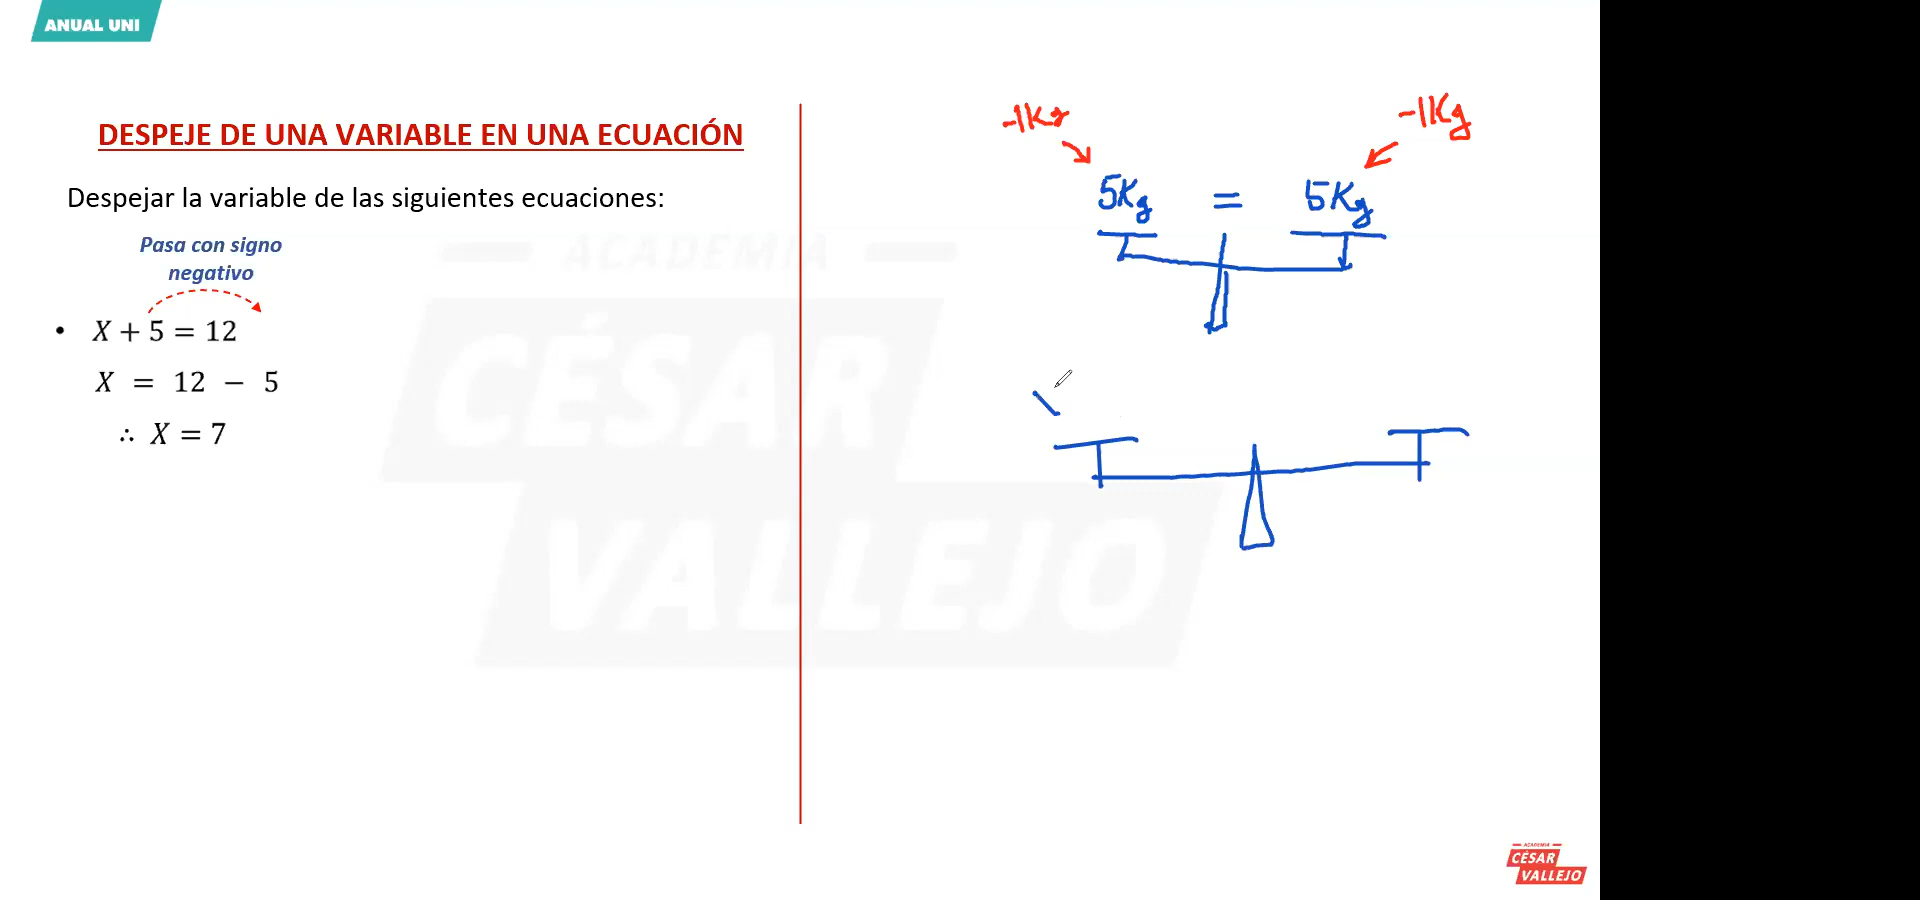 ANUAL UNI
DESPEJE DE UNA VARIABLE EN UNA ECUACIÓN
Despejar la variable de las siguientes ecuaciones:
Pasa con signo
negativo
• X + 5 = 12
X = 12 − 5
∴ X = 7
-1Kg -1Kg
5Kg = 5Kg
ACADEMIA
CÉSAR
VALLEJO
ACADEMIA
CÉSAR
VALLEJO